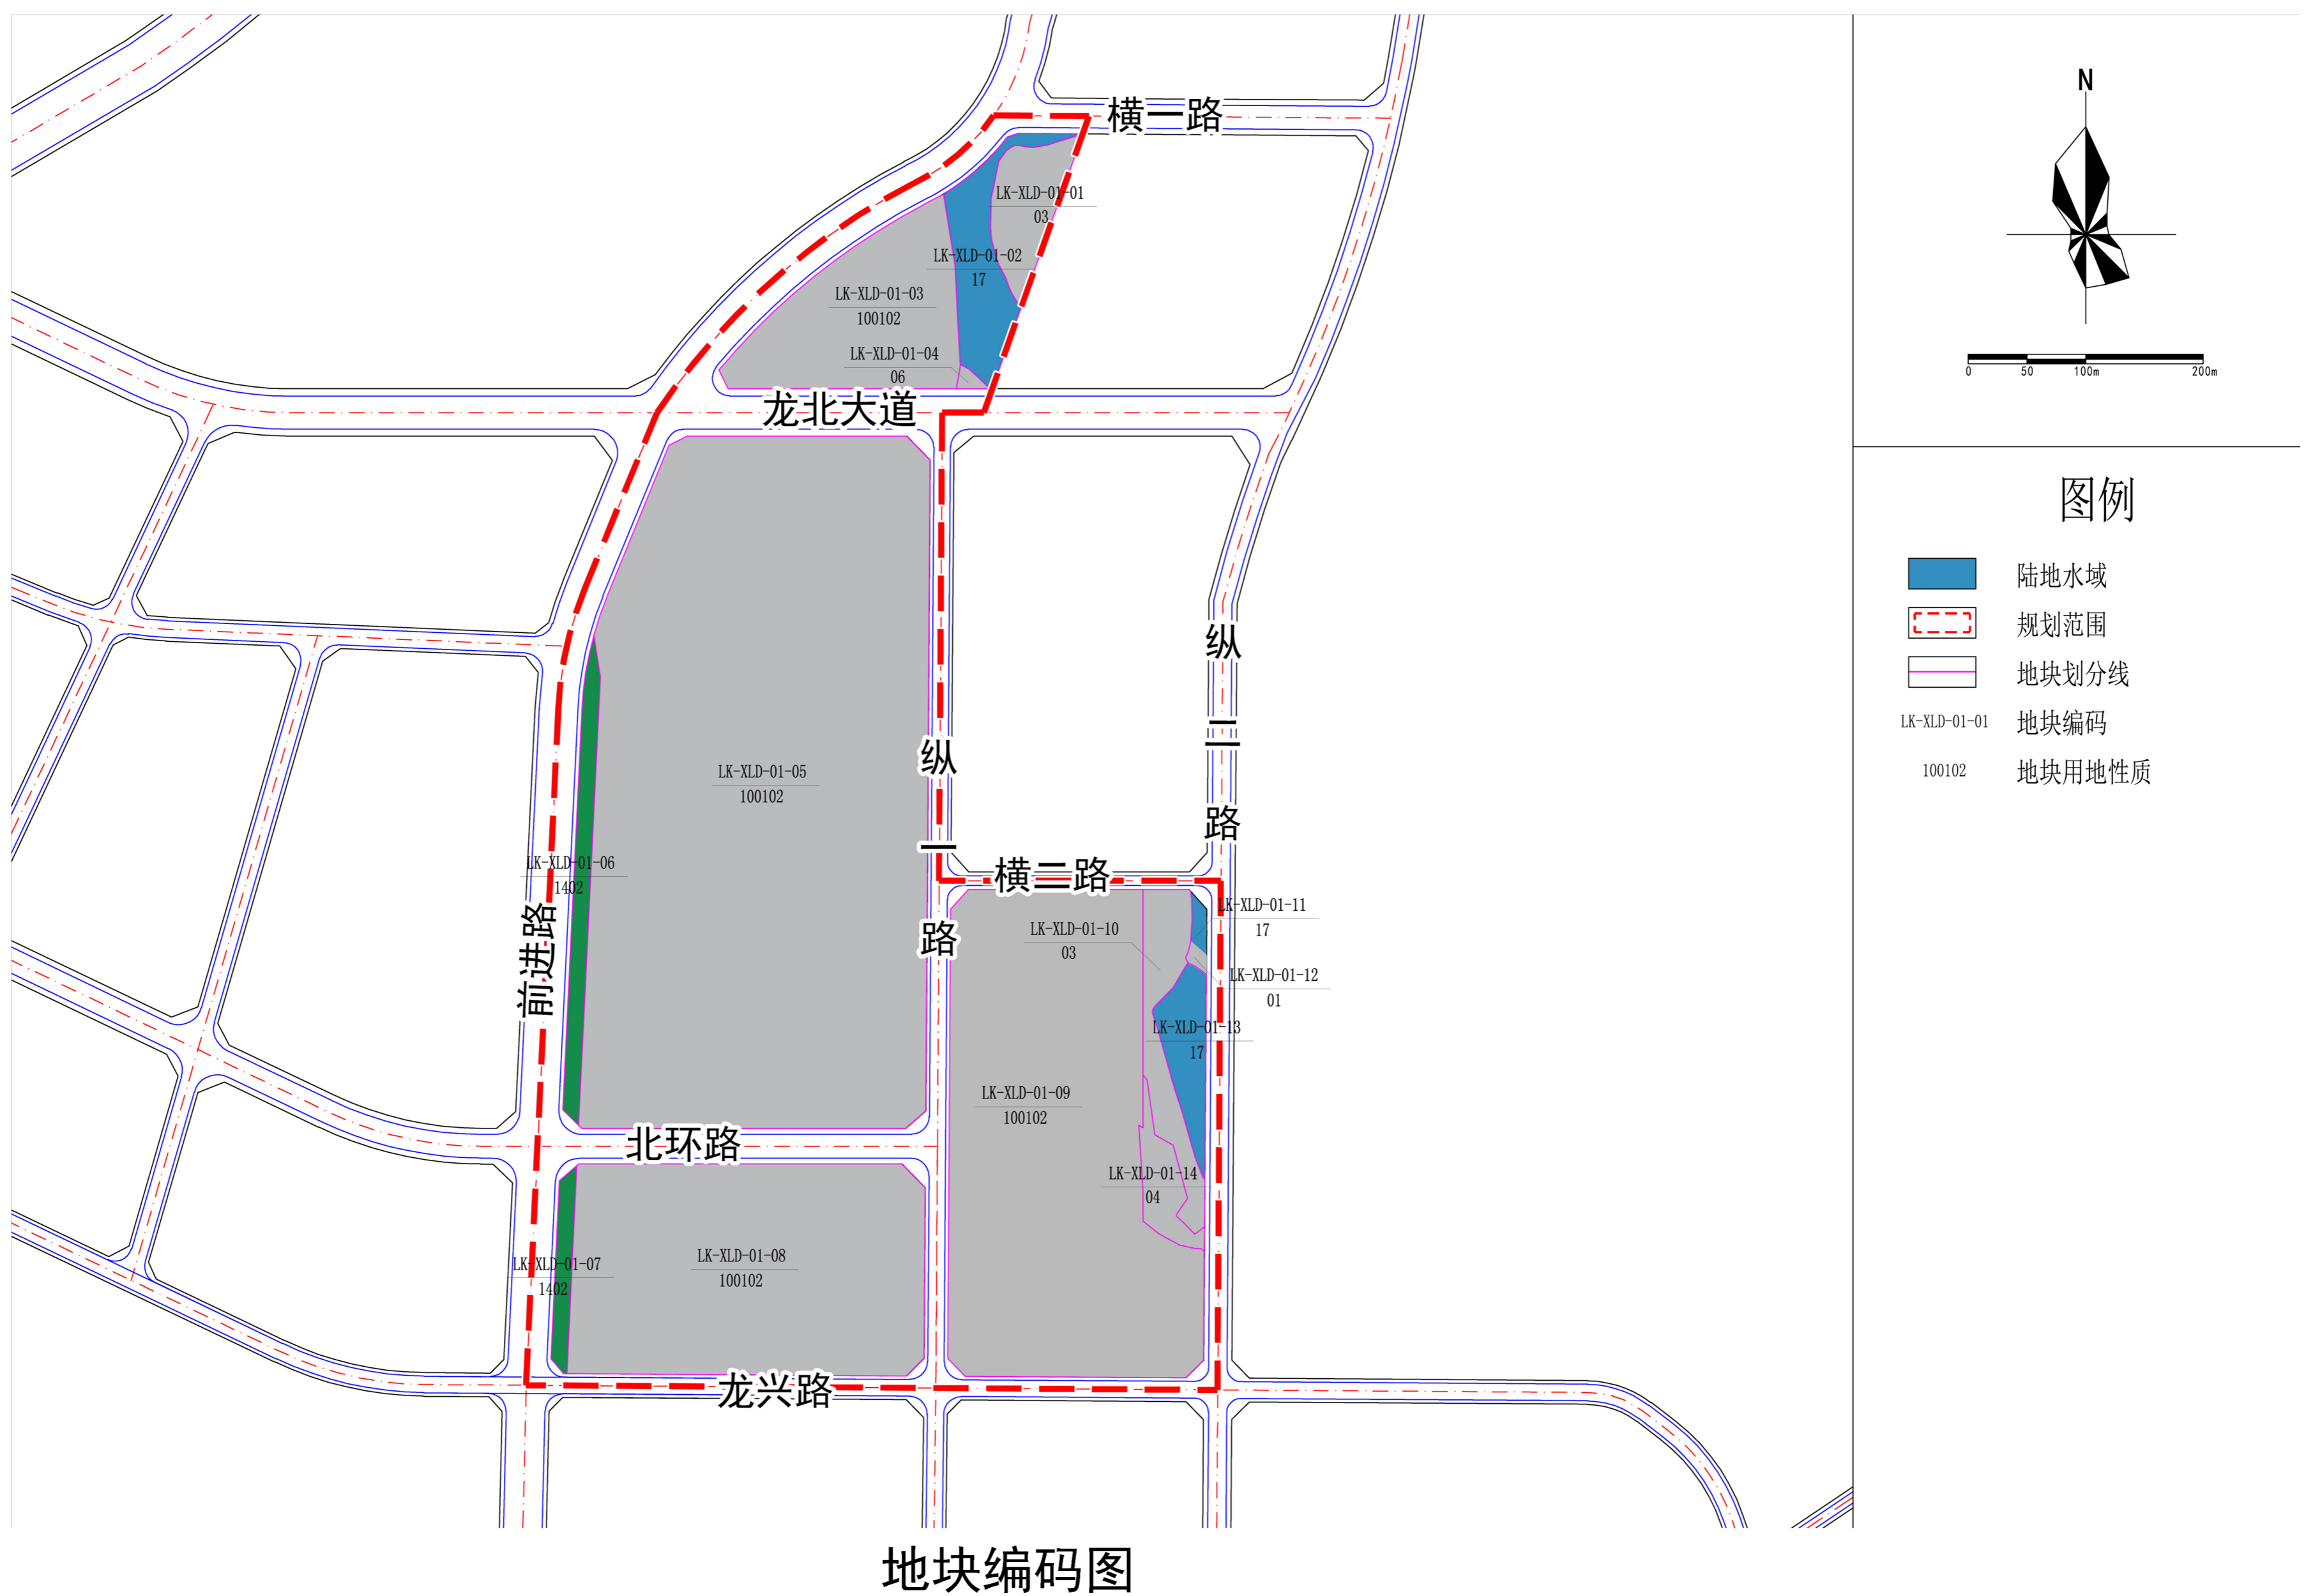 横一路
LK-XLD-01-01
03
LK-XLD-01-02
17
LK-XLD-01-03
100102
LK-XLD-01-04
06
龙北大道
LK-XLD-01-05
100102
纵一路
纵二路
LK-XLD-01-06
1402
前进路
横二路
LK-XLD-01-11
17
LK-XLD-01-10
03
LK-XLD-01-12
01
LK-XLD-01-13
17
LK-XLD-01-09
100102
北环路
LK-XLD-01-14
04
LK-XLD-01-08
100102
LK-XLD-01-07
1402
龙兴路
N
0 50 100m 200m
图例
陆地水域
规划范围
地块划分线
LK-XLD-01-01 地块编码
100102 地块用地性质
地块编码图